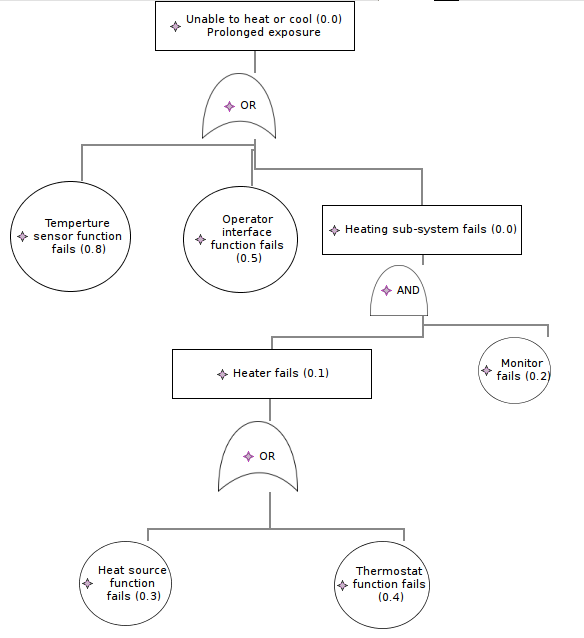 Unable to heat or cool (0.0)
Prolonged exposure
OR
Temperture
sensor function
fails (0.8)
Operator
interface
function fails
(0.5)
Heating sub-system fails (0.0)
AND
Heater fails (0.1)
Monitor
fails (0.2)
OR
Heat source
function
fails (0.3)
Thermostat
function fails
(0.4)